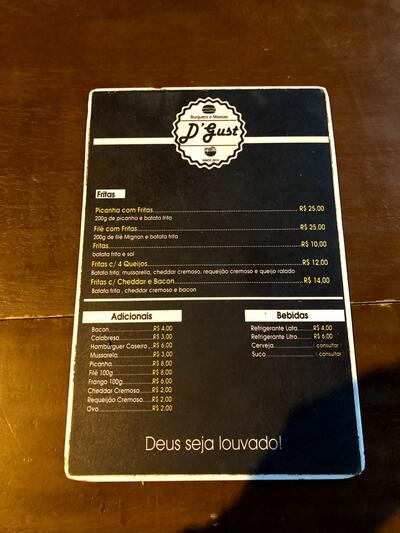 Burguers e Massas
D'Gust
Fritas
Picanha com Fritas R$ 25,00
200g de picanha e batata frita
Filé com Fritas R$ 25,00
200g de filé Mignon e batata frita
Fritas R$ 10,00
batata frita e sal
Fritas c/ 4 Queijos R$ 12,00
Batata frita, mussarela, cheddar cremoso, requeijão cremoso e queijo ralado
Fritas c/ Cheddar e Bacon R$ 14,00
Batata frita , cheddar cremoso e bacon
Adicionais
Bacon R$ 4,00
Calabresa R$ 3,00
Hambúrguer Caseiro R$ 6,00
Mussarela R$ 3,00
Picanha R$ 8,00
Filé 100g R$ 8,00
Frango 100g R$ 6,00
Cheddar Cremoso R$ 2,00
Requeijão Cremoso R$ 2,00
Ovo R$ 2,00
Bebidas
Refrigerante Lata R$ 4,00
Refrigerante Litro R$ 6,00
Cerveja consultar
Suco consultar
Deus seja louvado!